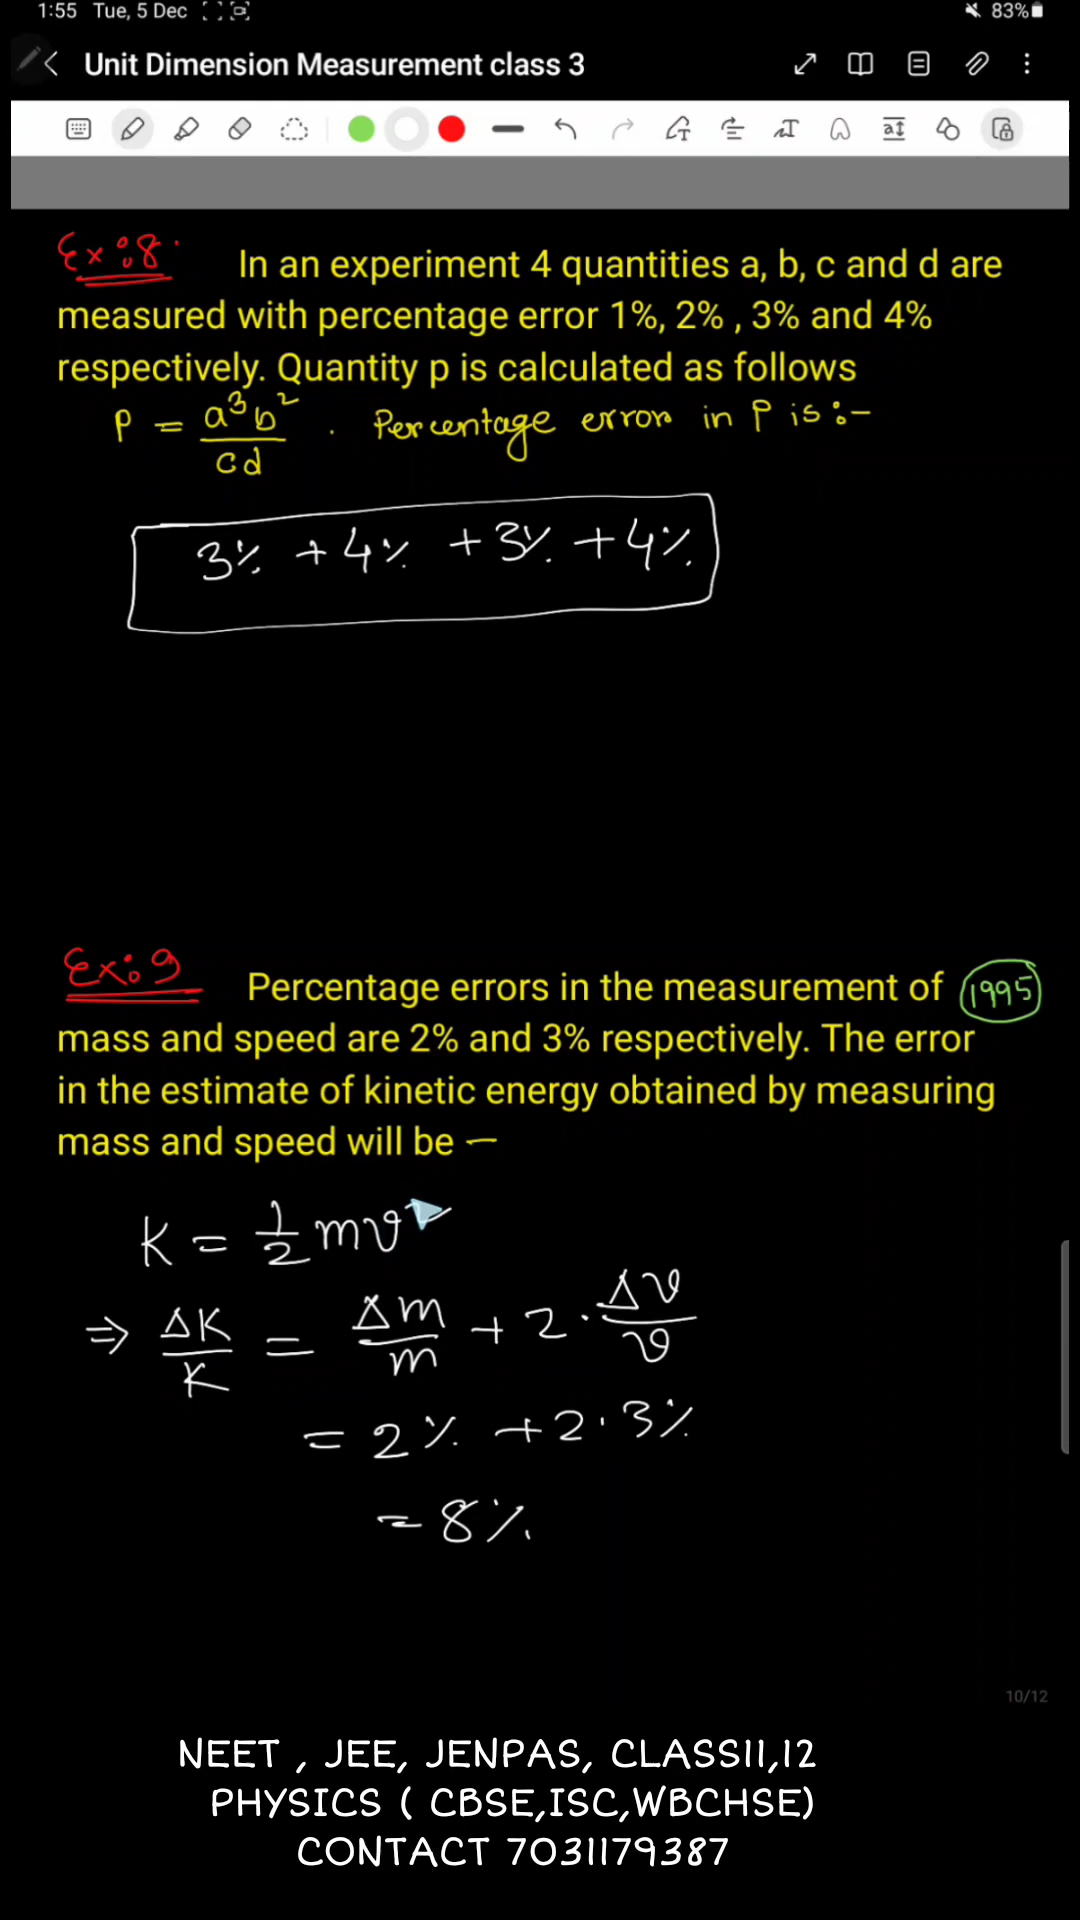 1:55 Tue, 5 Dec 83%
Unit Dimension Measurement class 3
Ex:8. In an experiment 4 quantities a, b, c and d are
measured with percentage error 1%, 2% , 3% and 4%
respectively. Quantity p is calculated as follows
P = a³b²/cd . Percentage error in P is :-
3% + 4% + 3% + 4%
Ex:9 Percentage errors in the measurement of 1995
mass and speed are 2% and 3% respectively. The error
in the estimate of kinetic energy obtained by measuring
mass and speed will be —
K = 1/2 mv
⇒ ΔK/K = Δm/m + 2·Δv/v
= 2% + 2·3%
= 8%
10/12
NEET , JEE, JENPAS, CLASS11,12
PHYSICS ( CBSE,ISC,WBCHSE)
CONTACT 7031179387